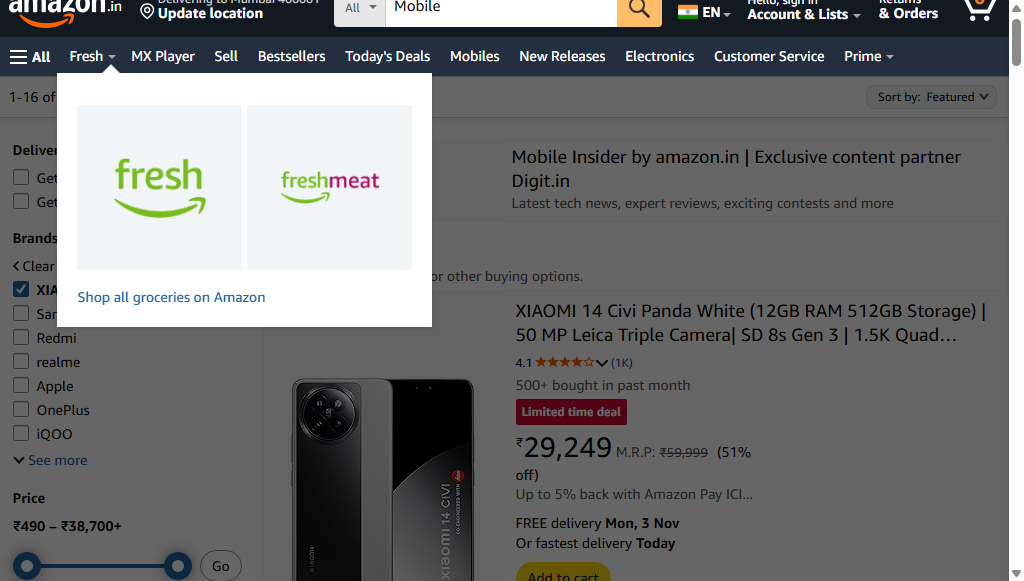 amazon.in
Delivering to Mumbai 400001
Update location
All
Mobile
EN
Hello, sign in
Account & Lists
Returns
& Orders
All
Fresh
MX Player
Sell
Bestsellers
Today's Deals
Mobiles
New Releases
Electronics
Customer Service
Prime
1-16 of
Sort by: Featured
fresh
freshmeat
Shop all groceries on Amazon
Mobile Insider by amazon.in | Exclusive content partner
Digit.in
Latest tech news, expert reviews, exciting contests and more
or other buying options.
Get
Get
Brands
Clear
XIA
Redmi
realme
Apple
OnePlus
iQOO
See more
Price
₹490 – ₹38,700+
Go
XIAOMI 14 CIVI
CO-ENGINEERED WITH
xiaomi
XIAOMI 14 Civi Panda White (12GB RAM 512GB Storage) |
50 MP Leica Triple Camera| SD 8s Gen 3 | 1.5K Quad…
4.1 (1K)
500+ bought in past month
Limited time deal
₹29,249 M.R.P: ₹59,999 (51%
off)
Up to 5% back with Amazon Pay ICI…
FREE delivery Mon, 3 Nov
Or fastest delivery Today
Add to cart